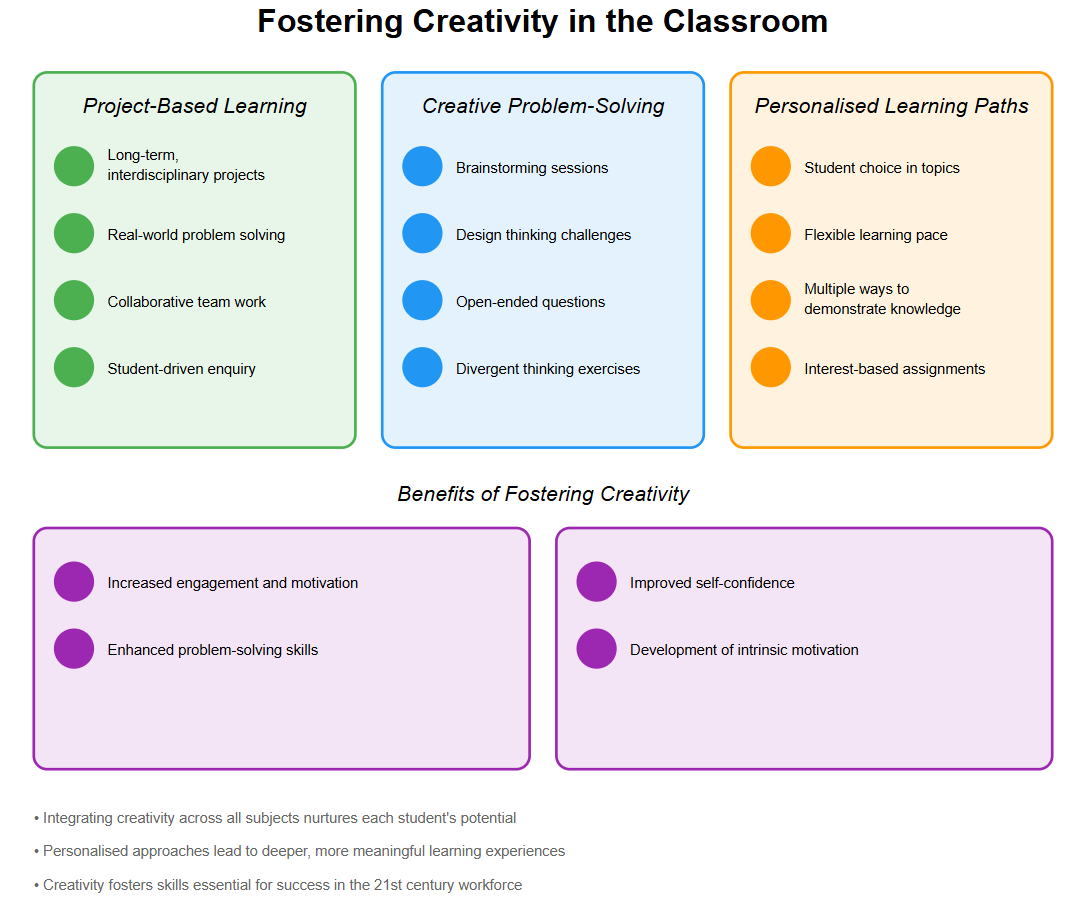 Fostering Creativity in the Classroom
Project-Based Learning
Long-term,
interdisciplinary projects
Real-world problem solving
Collaborative team work
Student-driven enquiry
Creative Problem-Solving
Brainstorming sessions
Design thinking challenges
Open-ended questions
Divergent thinking exercises
Personalised Learning Paths
Student choice in topics
Flexible learning pace
Multiple ways to
demonstrate knowledge
Interest-based assignments
Benefits of Fostering Creativity
Increased engagement and motivation
Enhanced problem-solving skills
Improved self-confidence
Development of intrinsic motivation
• Integrating creativity across all subjects nurtures each student's potential
• Personalised approaches lead to deeper, more meaningful learning experiences
• Creativity fosters skills essential for success in the 21st century workforce